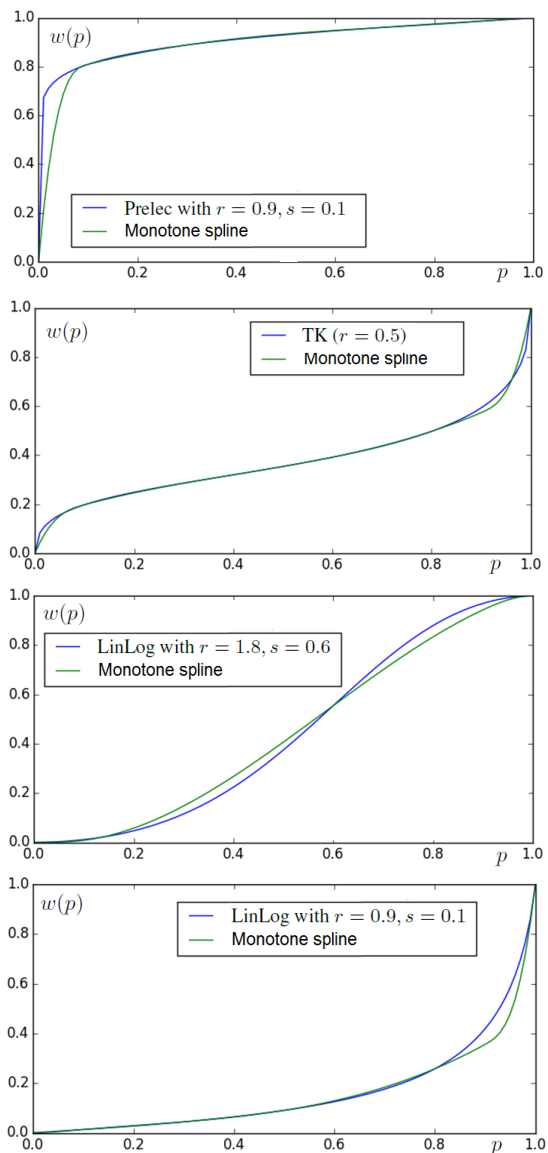 w(p)
1.0
0.8
0.6
0.4
0.2
0.0
Prelec with r = 0.9, s = 0.1
Monotone spline
0.0 0.2 0.4 0.6 0.8 1.0
p
w(p)
1.0
0.8
0.6
0.4
0.2
0.0
TK (r = 0.5)
Monotone spline
0.0 0.2 0.4 0.6 0.8 1.0
p
w(p)
1.0
0.8
0.6
0.4
0.2
0.0
LinLog with r = 1.8, s = 0.6
Monotone spline
0.0 0.2 0.4 0.6 0.8 1.0
p
w(p)
1.0
0.8
0.6
0.4
0.2
0.0
LinLog with r = 0.9, s = 0.1
Monotone spline
0.0 0.2 0.4 0.6 0.8 1.0
p